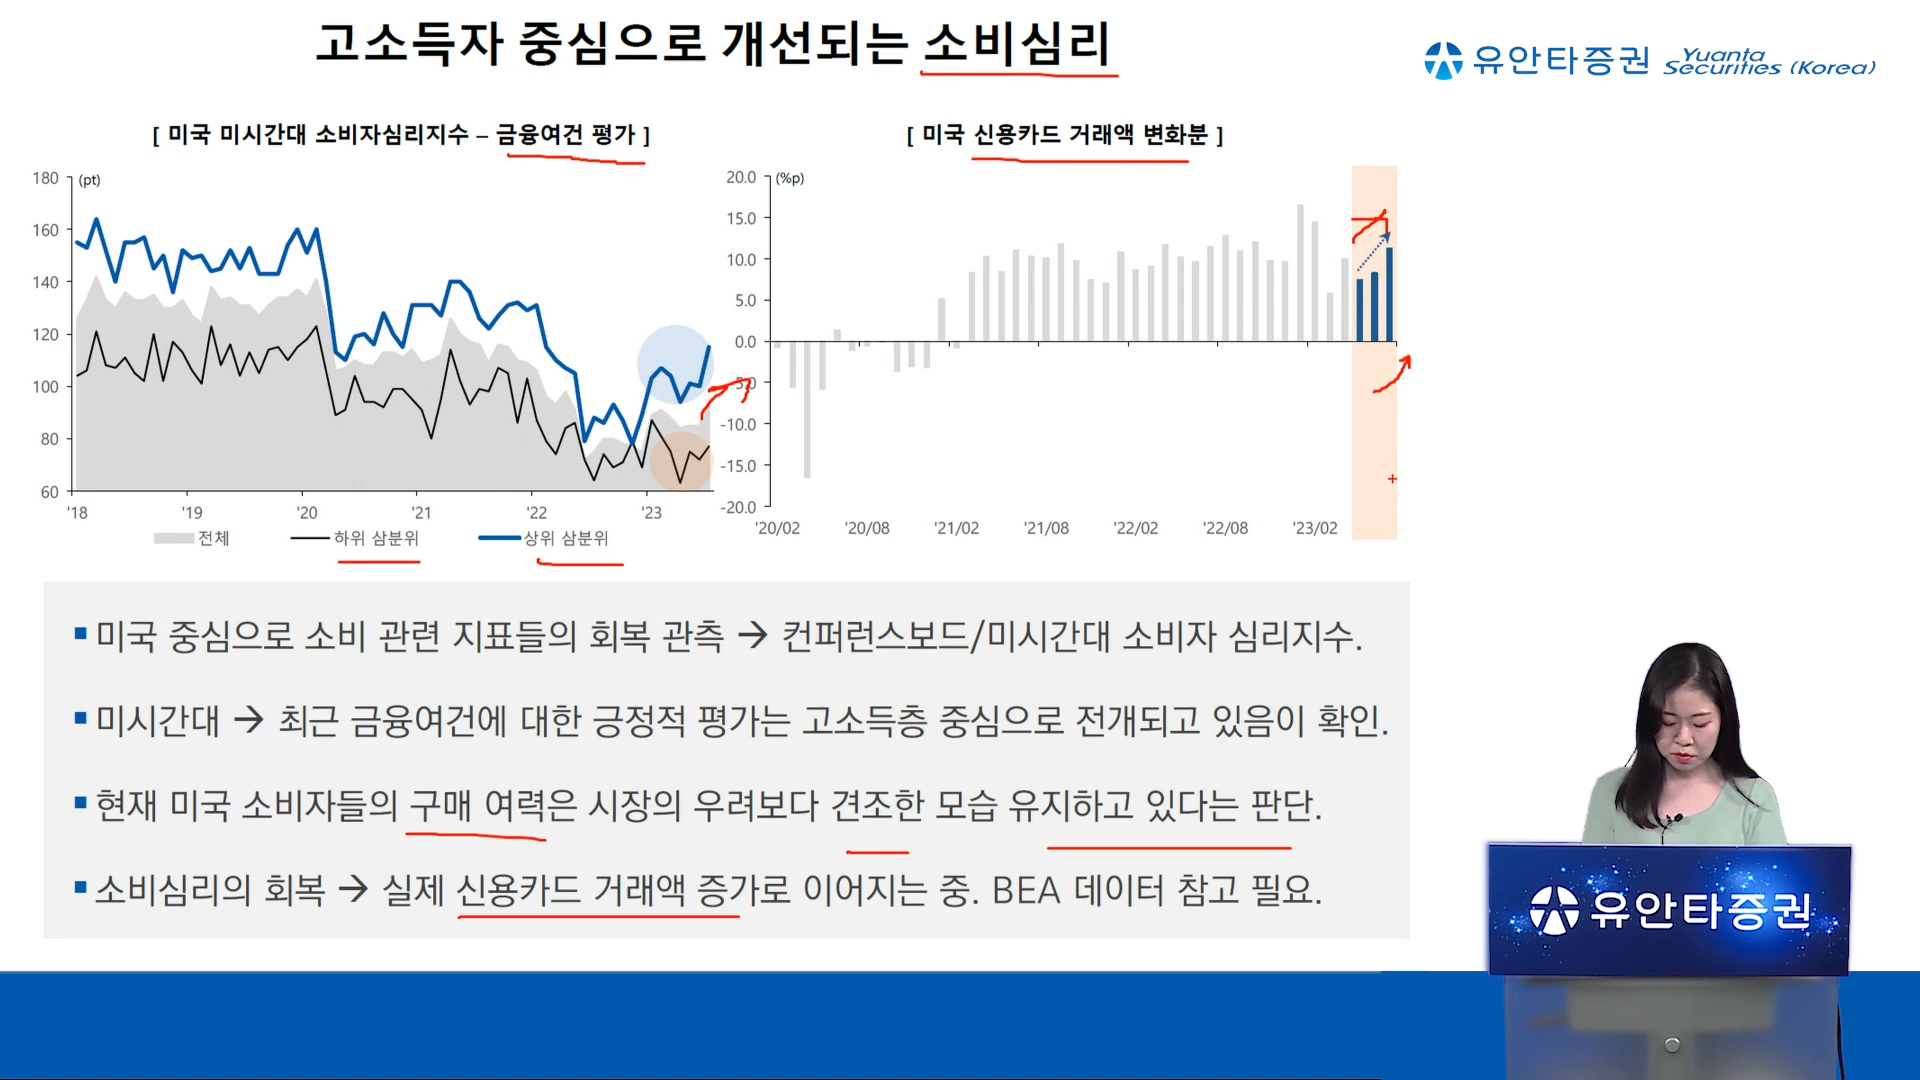 고소득자 중심으로 개선되는 소비심리
유안타증권 Yuanta Securities (Korea)
[ 미국 미시간대 소비자심리지수 – 금융여건 평가 ]
180
(pt)
160
140
120
100
80
60
'18
'19
'20
'21
'22
'23
전체
하위 삼분위
상위 삼분위
[ 미국 신용카드 거래액 변화분 ]
20.0
(%p)
15.0
10.0
5.0
0.0
-5.0
-10.0
-15.0
-20.0
'20/02
'20/08
'21/02
'21/08
'22/02
'22/08
'23/02
미국 중심으로 소비 관련 지표들의 회복 관측 → 컨퍼런스보드/미시간대 소비자 심리지수.
미시간대 → 최근 금융여건에 대한 긍정적 평가는 고소득층 중심으로 전개되고 있음이 확인.
현재 미국 소비자들의 구매 여력은 시장의 우려보다 견조한 모습 유지하고 있다는 판단.
소비심리의 회복 → 실제 신용카드 거래액 증가로 이어지는 중. BEA 데이터 참고 필요.
유안타증권